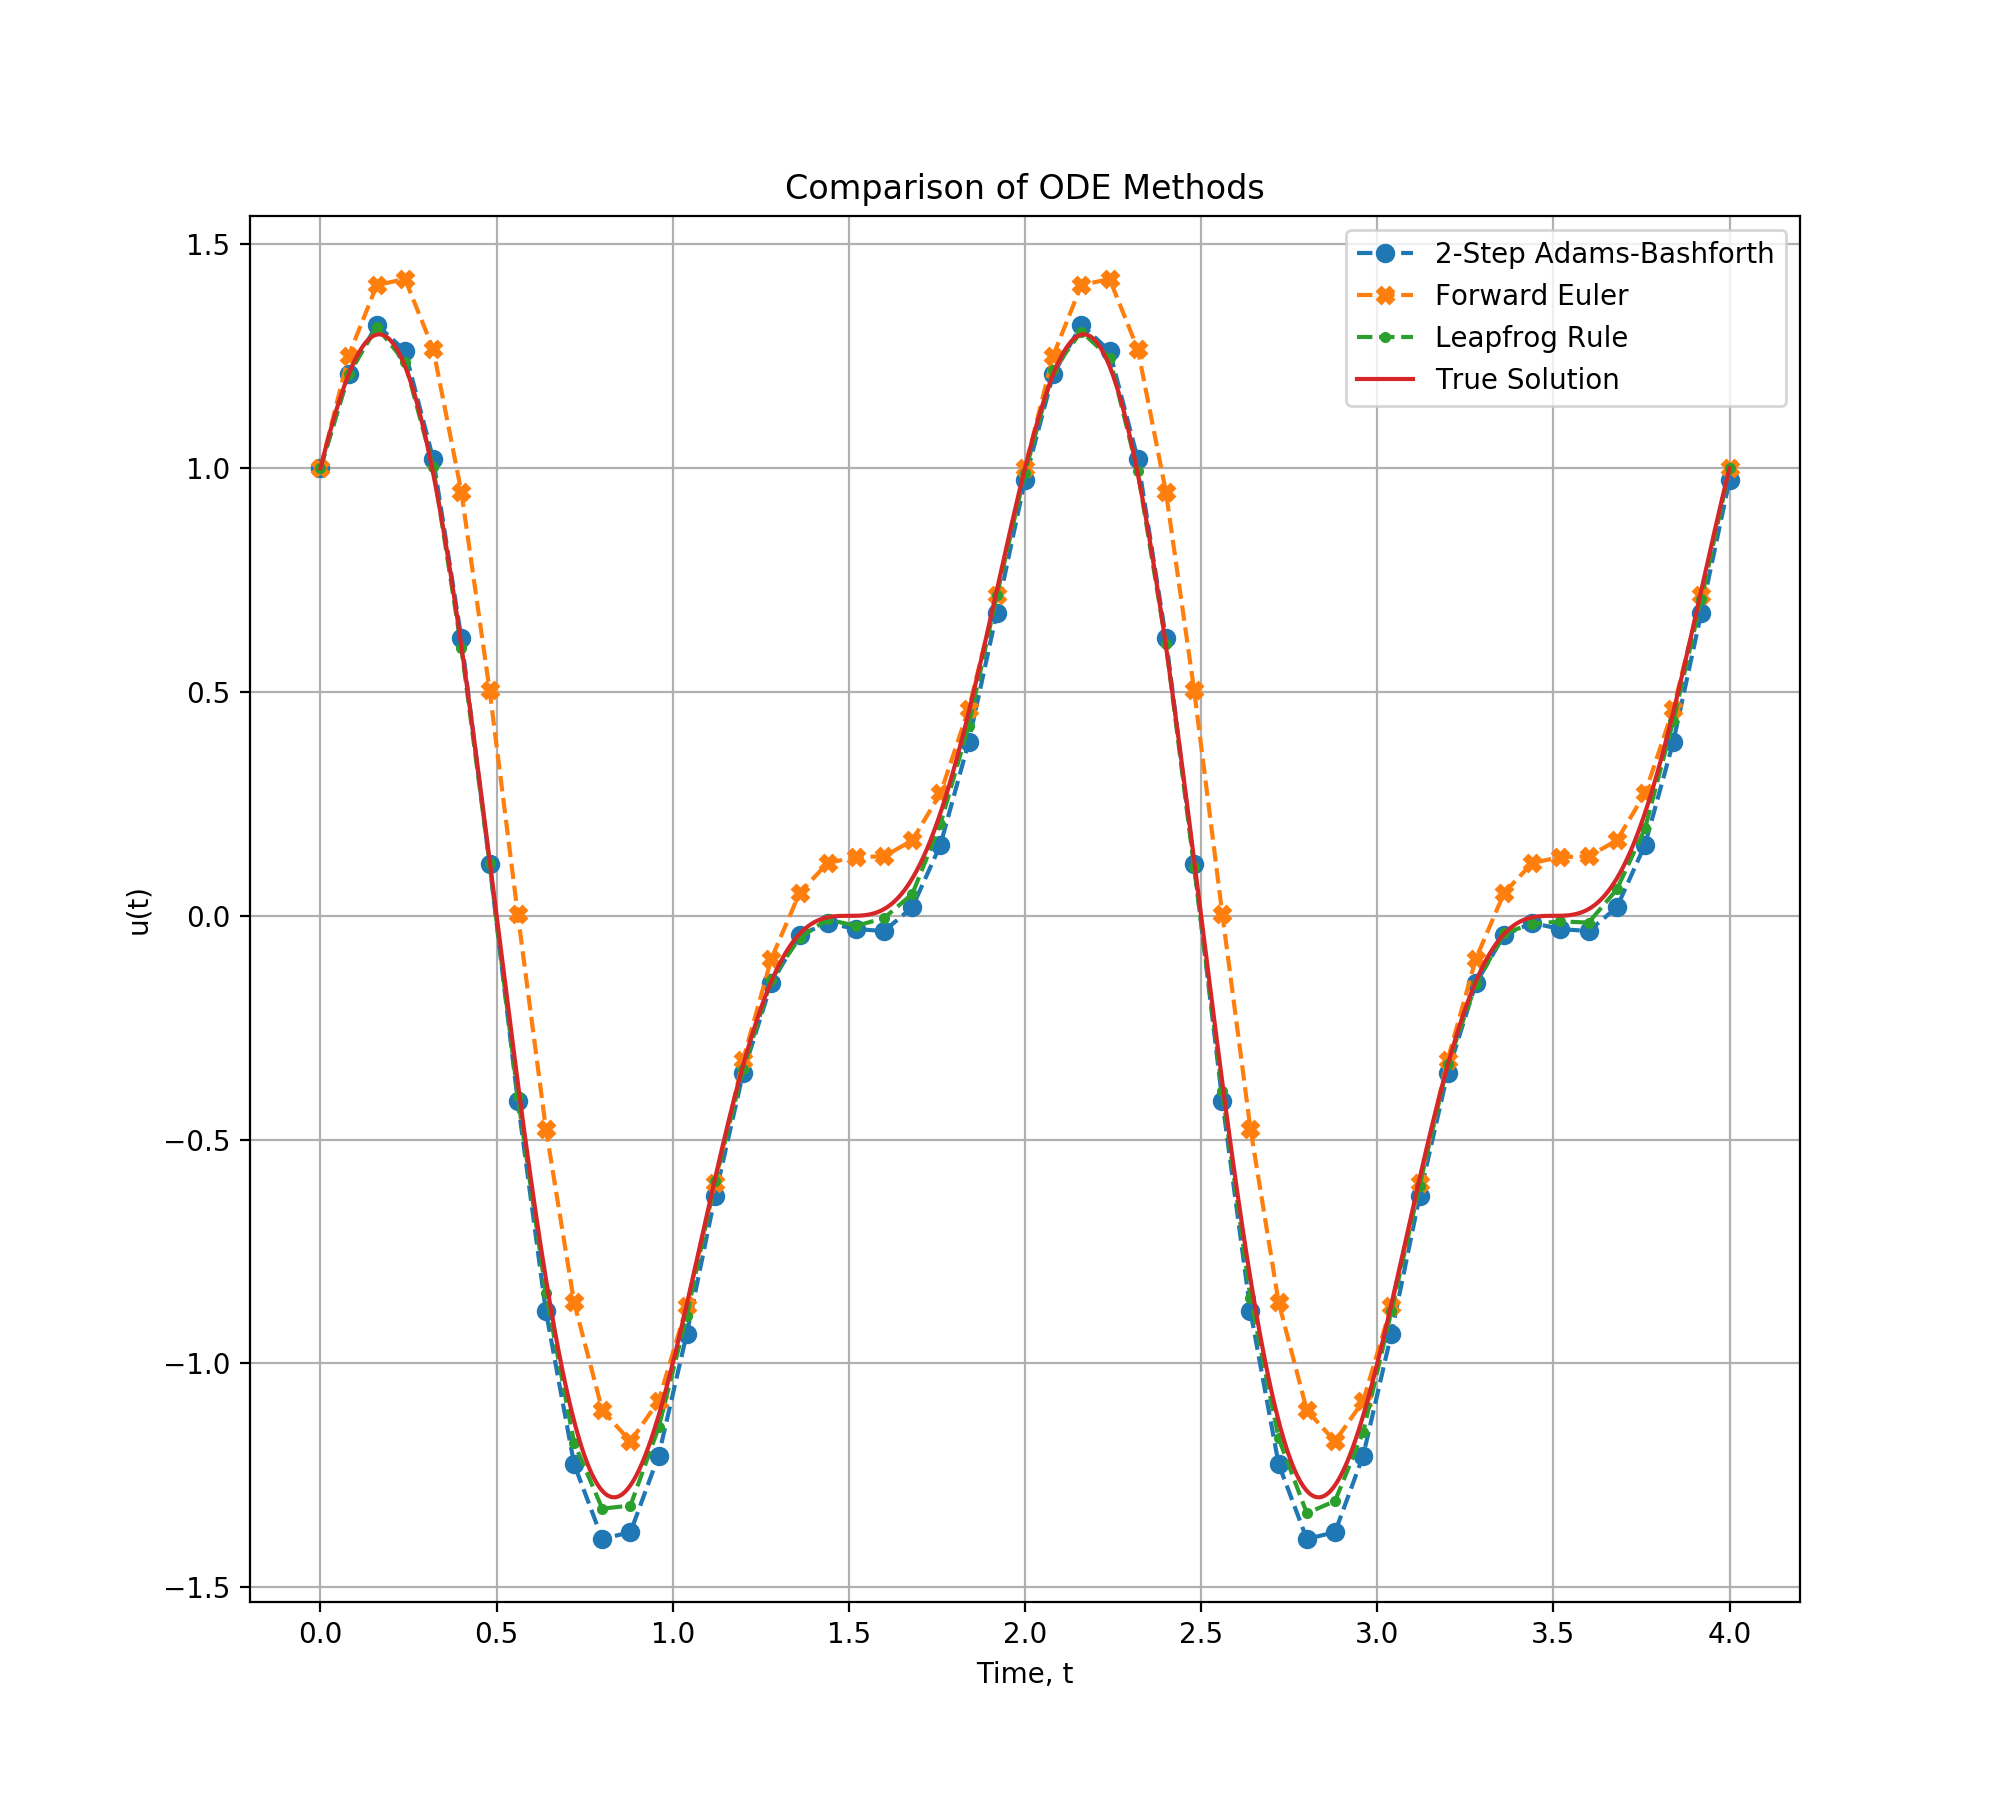 Comparison of ODE Methods
2-Step Adams-Bashforth
Forward Euler
Leapfrog Rule
True Solution
1.5
1.0
0.5
0.0
−0.5
−1.0
−1.5
u(t)
0.0 0.5 1.0 1.5 2.0 2.5 3.0 3.5 4.0
Time, t